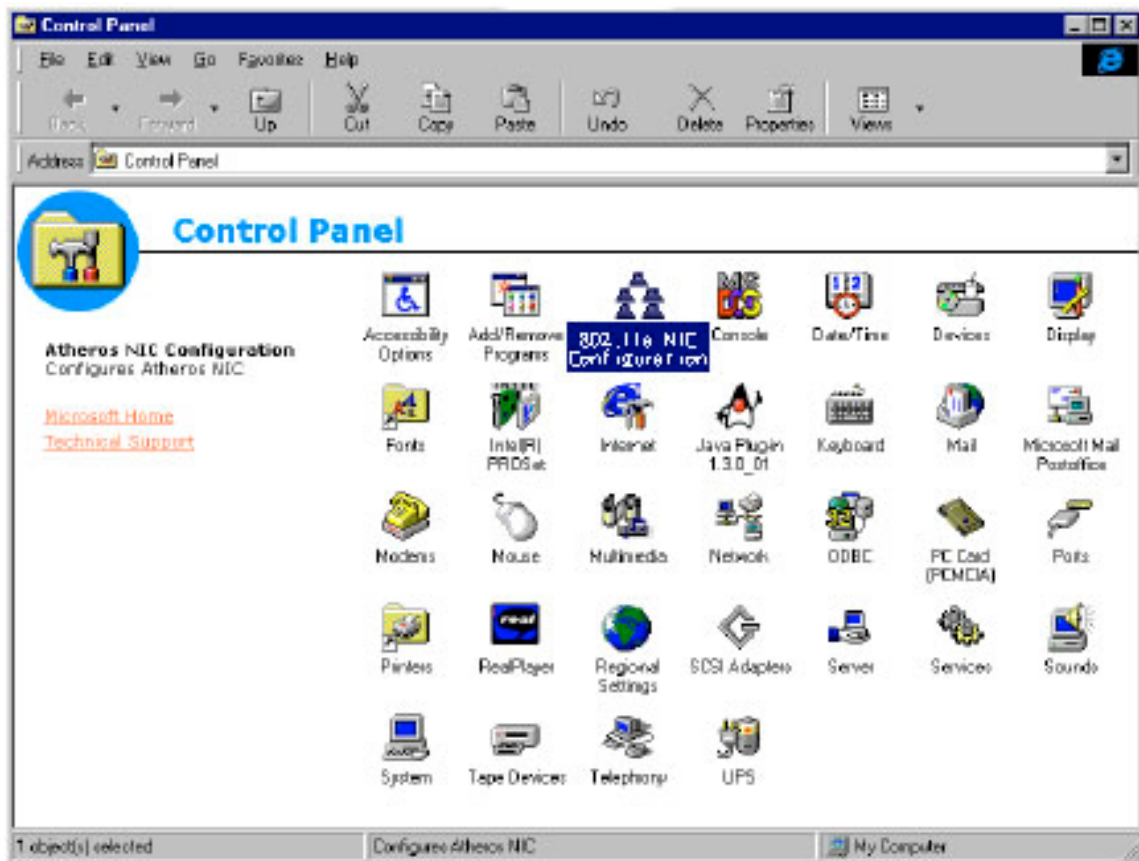 Control Panel
File Edit View Go Favorites Help
Back Forward Up Cut Copy Paste Undo Delete Properties Views
Address Control Panel
Control Panel
Atheros NIC Configuration
Configures Atheros NIC
Microsoft Home
Technical Support
Accessibility Options
Add/Remove Programs
802.11a NIC Configuration
Console
Date/Time
Devices
Display
Fonts
Intel(R) PROSet
Internet
Java Plug-in 1.3.0_01
Keyboard
Mail
Microsoft Mail Postoffice
Modems
Mouse
Multimedia
Network
ODBC
PC Card (PCMCIA)
Ports
Printers
real
RealPlayer
Regional Settings
SCSI Adapters
Server
Services
Sounds
System
Tape Devices
Telephony
UPS
1 object(s) selected
Configures Atheros NIC
My Computer